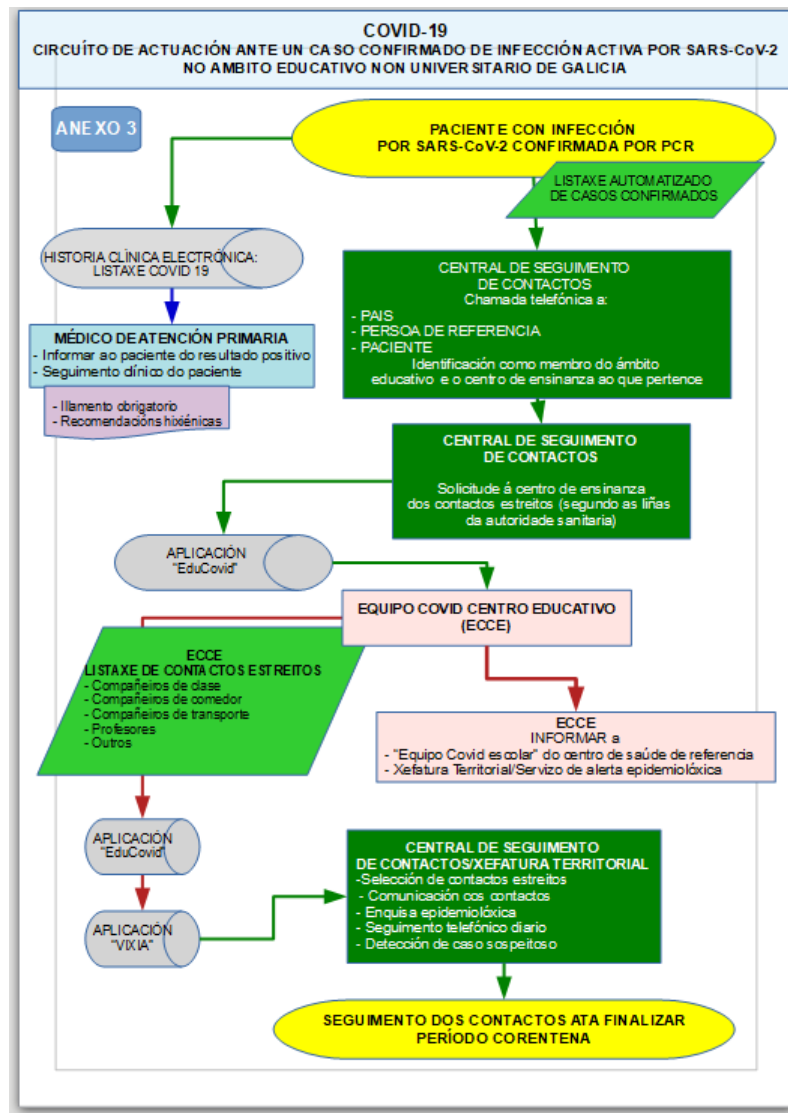 COVID-19
CIRCUÍTO DE ACTUACIÓN ANTE UN CASO CONFIRMADO DE INFECCIÓN ACTIVA POR SARS-CoV-2
NO AMBITO EDUCATIVO NON UNIVERSITARIO DE GALICIA
ANEXO 3
PACIENTE CON INFECCIÓN
POR SARS-CoV-2 CONFIRMADA POR PCR
LISTAXE AUTOMATIZADO
DE CASOS CONFIRMADOS
HISTORIA CLÍNICA ELECTRÓNICA:
LISTAXE COVID 19
CENTRAL DE SEGUIMENTO
DE CONTACTOS
Chamada telefónica a:
- PAIS
- PERSOA DE REFERENCIA
- PACIENTE
Identificación como membro do ámbito
educativo e o centro de ensinanza ao que pertence
MÉDICO DE ATENCIÓN PRIMARIA
- Informar ao paciente do resultado positivo
- Seguimento clínico do paciente
- Illamento obrigatorio
- Recomendacións hixiénicas
CENTRAL DE SEGUIMENTO
DE CONTACTOS
Solicitude á centro de ensinanza
dos contactos estreitos (segundo as liñas
da autoridade sanitaria)
APLICACIÓN
"EduCovid"
EQUIPO COVID CENTRO EDUCATIVO
(ECCE)
ECCE
LISTAXE DE CONTACTOS ESTREITOS
- Compañeiros de clase
- Compañeiros de comedor
- Compañeiros de transporte
- Profesores
- Outros
ECCE
INFORMAR a
- "Equipo Covid escolar" do centro de saúde de referencia
- Xefatura Territorial/Servizo de alerta epidemiolóxica
APLICACIÓN
"EduCovid"
APLICACIÓN
"VIXIA"
CENTRAL DE SEGUIMENTO
DE CONTACTOS/XEFATURA TERRITORIAL
-Selección de contactos estreitos
- Comunicación cos contactos
- Enquisa epidemiolóxica
- Seguimento telefónico diario
- Detección de caso sospeitoso
SEGUIMENTO DOS CONTACTOS ATA FINALIZAR
PERÍODO CORENTENA